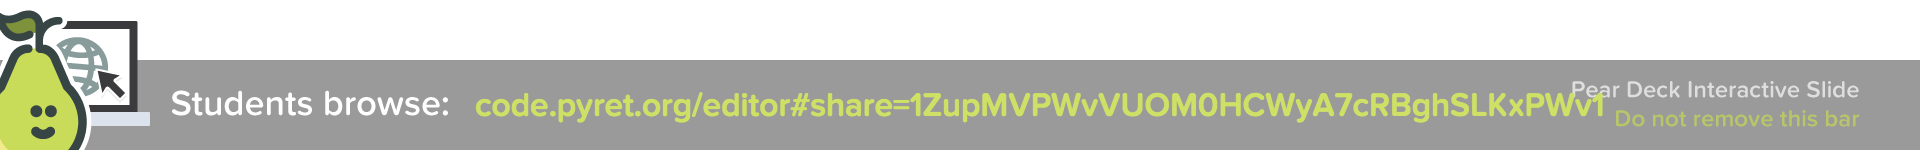 Students browse: code.pyret.org/editor#share=1ZupMVPWvVUOM0HCWyA7cRBghSLKxPWv1
Pear Deck Interactive Slide
Do not remove this bar